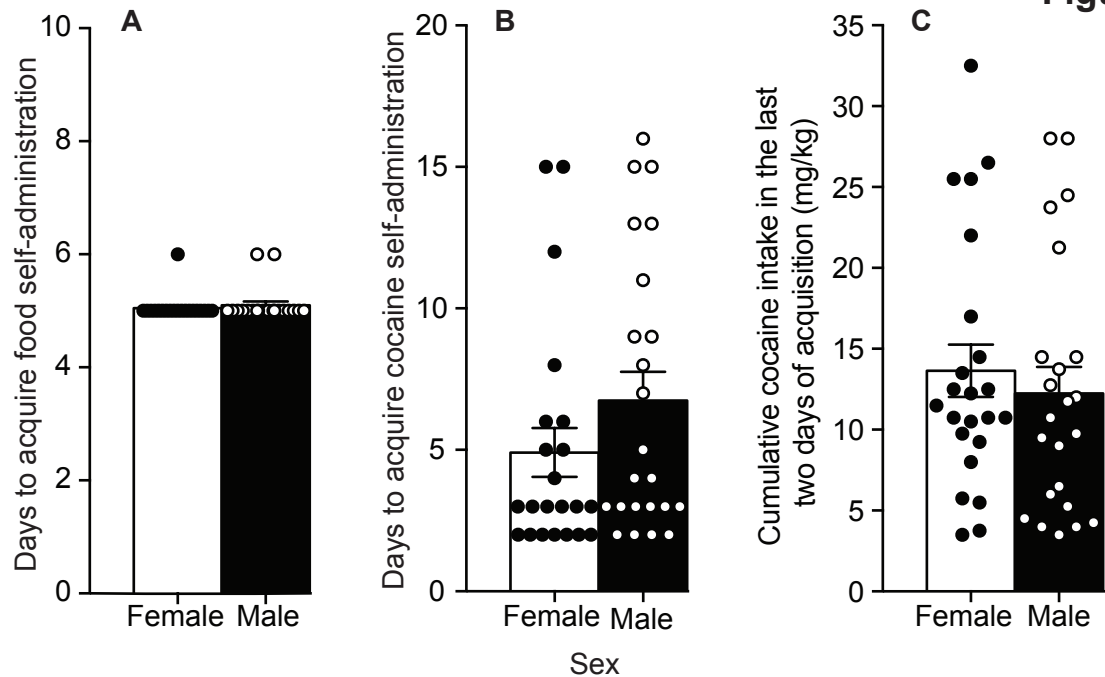 A
Days to acquire food self-administration
10
8
6
4
2
0
Female Male
B
Days to acquire cocaine self-administration
20
15
10
5
0
Female Male
Sex
C
Cumulative cocaine intake in the last
two days of acquisition (mg/kg)
35
30
25
20
15
10
5
0
Female Male